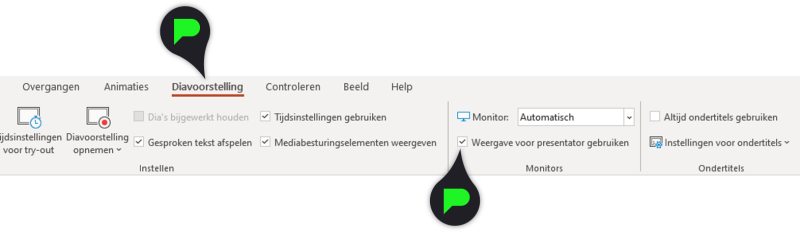 Overgangen Animaties Diavoorstelling Controleren Beeld Help
Dia's bijgewerkt houden Tijdsinstellingen gebruiken Monitor: Automatisch Altijd ondertitels gebruiken
ijdsinstellingen Diavoorstelling
voor try-out opnemen Gesproken tekst afspelen Mediabesturingselementen weergeven Weergave voor presentator gebruiken Instellingen voor ondertitels
Instellen Monitors Ondertitels